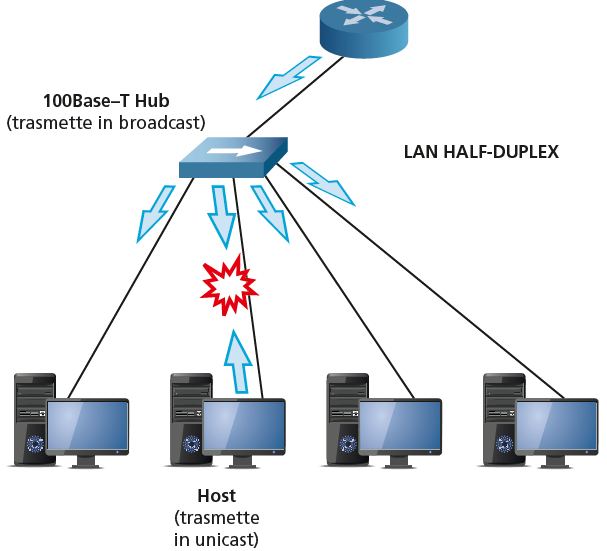 100Base–T Hub
(trasmette in broadcast)
LAN HALF-DUPLEX
Host
(trasmette
in unicast)